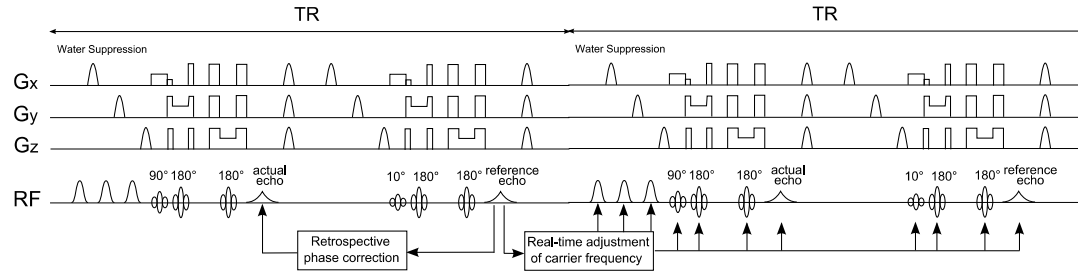 TR TR
Water Suppression Water Suppression
Gx
Gy
Gz
RF
90° 180° 180° actual echo 10° 180° 180° reference echo
90° 180° 180° actual echo 10° 180° 180° reference echo
Retrospective
phase correction
Real-time adjustment
of carrier frequency